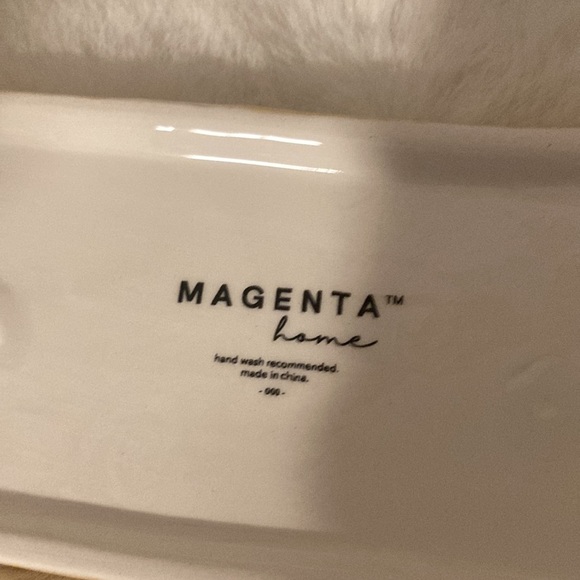 MAGENTA™
home
hand wash recommended.
made in china.